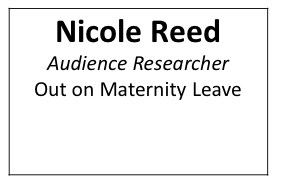 Nicole Reed
Audience Researcher
Out on Maternity Leave